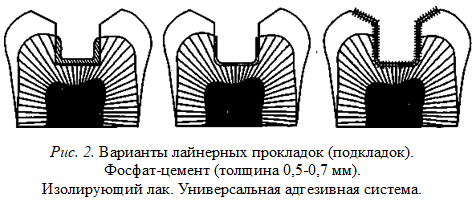 Рис. 2. Варианты лайнерных прокладок (подкладок).
Фосфат-цемент (толщина 0,5-0,7 мм).
Изолирующий лак. Универсальная адгезивная система.